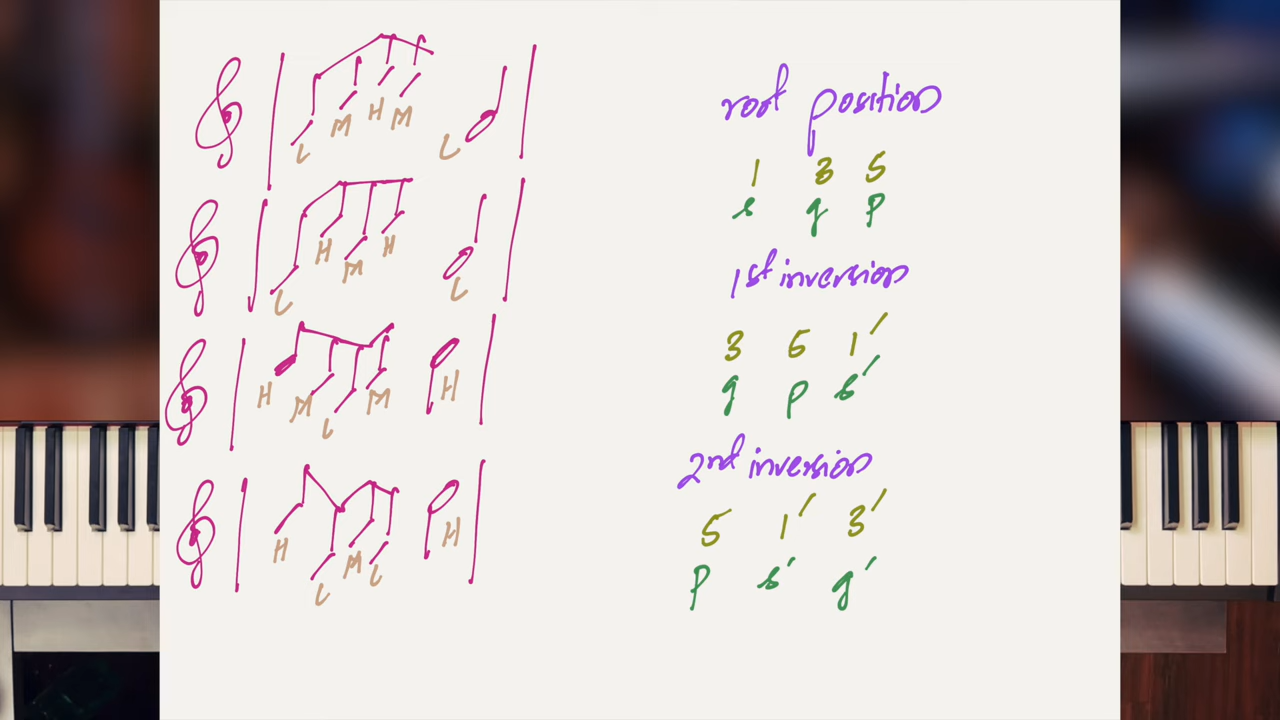 L M H M L
L H M H L
H M L M H
H L M L H
root position
1 3 5
s g p
1st inversion
3 5 1′
g p s′
2nd inversion
5 1′ 3′
p s′ g′